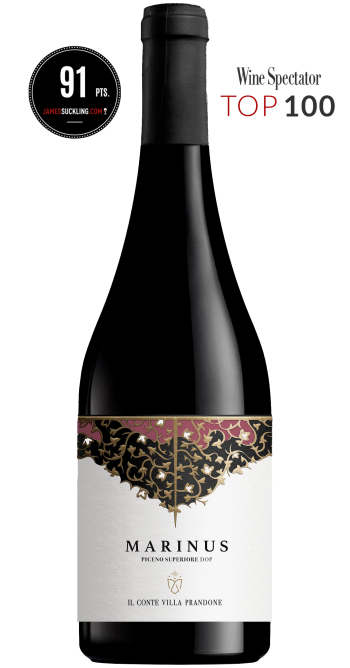 91 PTS.
JAMESSUCKLING.COM
Wine Spectator
TOP 100
MARINUS
PICENO SUPERIORE DOP
IL CONTE VILLA PRANDONE